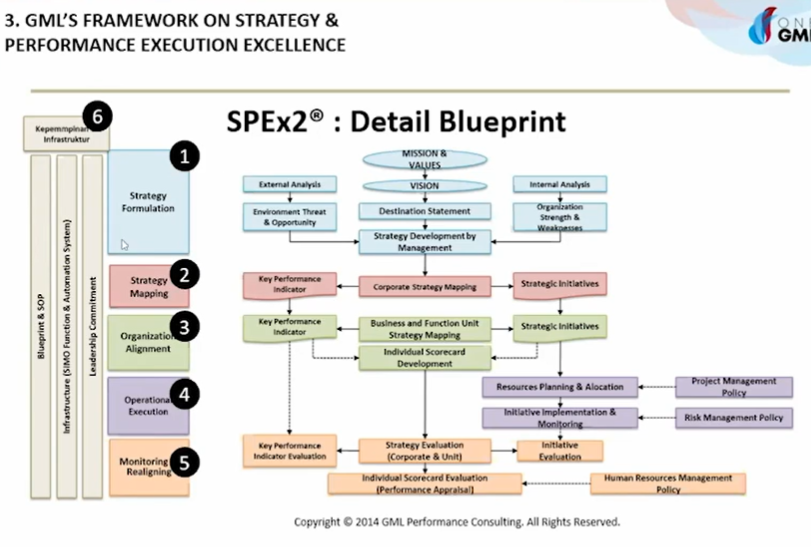 3. GML'S FRAMEWORK ON STRATEGY &
PERFORMANCE EXECUTION EXCELLENCE
ONE
GML
SPEx2® : Detail Blueprint
6
Kepemmpinan
Infrastruktur
Blueprint & SOP
Infrastructure (SIMO Function & Automation System)
Leadership Commitment
1
Strategy
Formulation
2
Strategy
Mapping
3
Organization
Alignment
4
Operational
Execution
5
Monitoring
Realigning
MISSION &
VALUES
VISION
External Analysis
Internal Analysis
Environment Threat
& Opportunity
Destination Statement
Organization
Strength &
Weaknesses
Strategy Development by
Management
Key Performance
Indicator
Corporate Strategy Mapping
Strategic Initiatives
Key Performance
Indicator
Business and Function Unit
Strategy Mapping
Strategic Initiatives
Individual Scorecard
Development
Resources Planning & Alocation
Project Management
Policy
Initiative Implementation &
Monitoring
Risk Management Policy
Key Performance
Indicator Evaluation
Strategy Evaluation
(Corporate & Unit)
Initiative
Evaluation
Individual Scorecard Evaluation
(Performance Appraisal)
Human Resources Management
Policy
Copyright © 2014 GML Performance Consulting. All Rights Reserved.